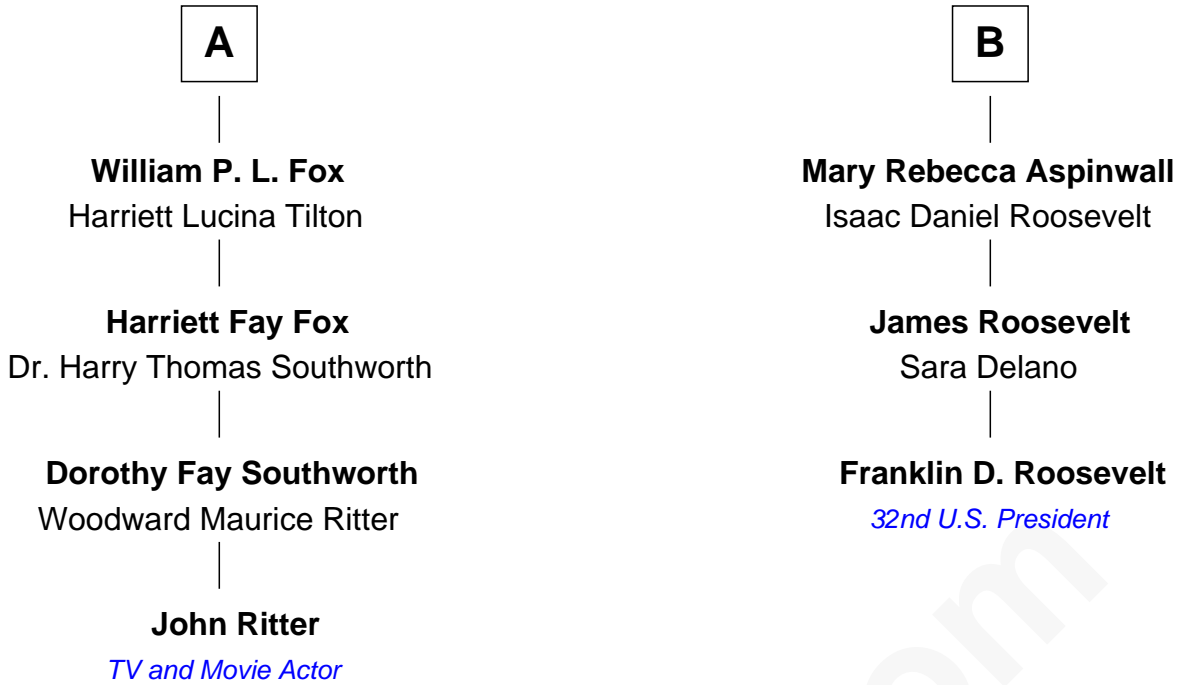 A
William P. L. Fox
Harriett Lucina Tilton
Harriett Fay Fox
Dr. Harry Thomas Southworth
Dorothy Fay Southworth
Woodward Maurice Ritter
John Ritter
TV and Movie Actor
B
Mary Rebecca Aspinwall
Isaac Daniel Roosevelt
James Roosevelt
Sara Delano
Franklin D. Roosevelt
32nd U.S. President
om